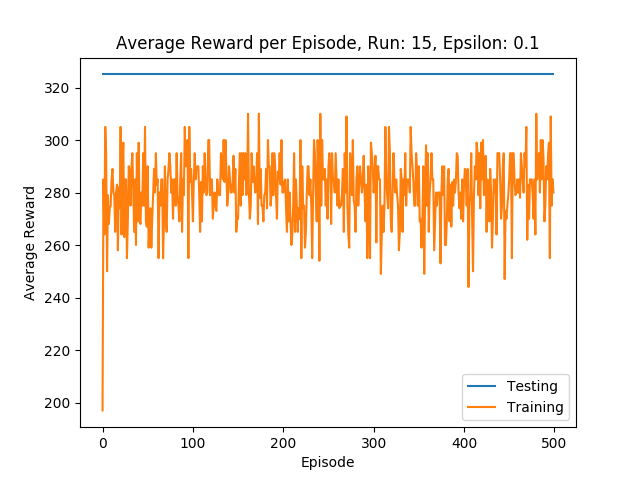 Average Reward per Episode, Run: 15, Epsilon: 0.1
Average Reward
320
300
280
260
240
220
200
0 100 200 300 400 500
Episode
Testing
Training